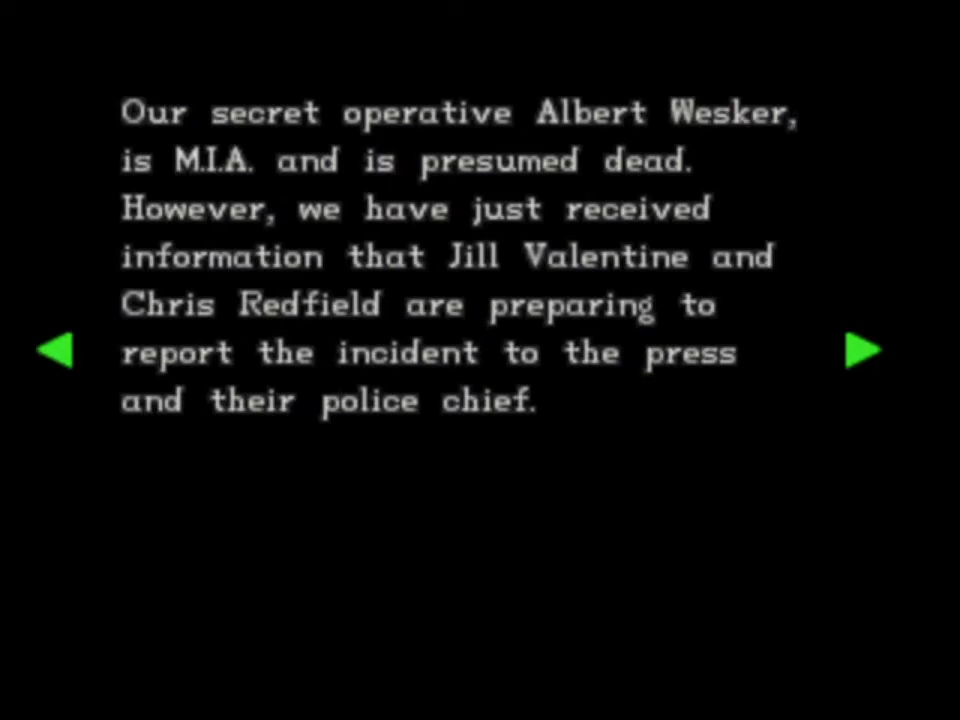 Our secret operative Albert Wesker,
is M.I.A. and is presumed dead.
However, we have just received
information that Jill Valentine and
Chris Redfield are preparing to
report the incident to the press
and their police chief.